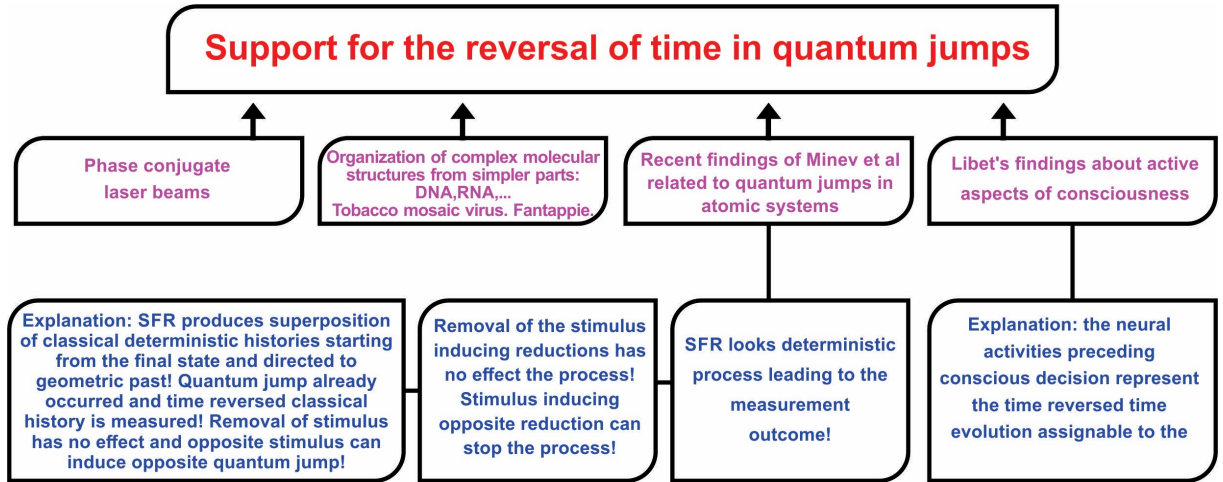 Support for the reversal of time in quantum jumps
Phase conjugate
laser beams
Organization of complex molecular
structures from simpler parts:
DNA,RNA,...
Tobacco mosaic virus. Fantappie.
Recent findings of Minev et al
related to quantum jumps in
atomic systems
Libet's findings about active
aspects of consciousness
Explanation: SFR produces superposition
of classical deterministic histories starting
from the final state and directed to
geometric past! Quantum jump already
occurred and time reversed classical
history is measured! Removal of stimulus
has no effect and opposite stimulus can
induce opposite quantum jump!
Removal of the stimulus
inducing reductions has
no effect the process!
Stimulus inducing
opposite reduction can
stop the process!
SFR looks deterministic
process leading to the
measurement
outcome!
Explanation: the neural
activities preceding
conscious decision represent
the time reversed time
evolution assignable to the